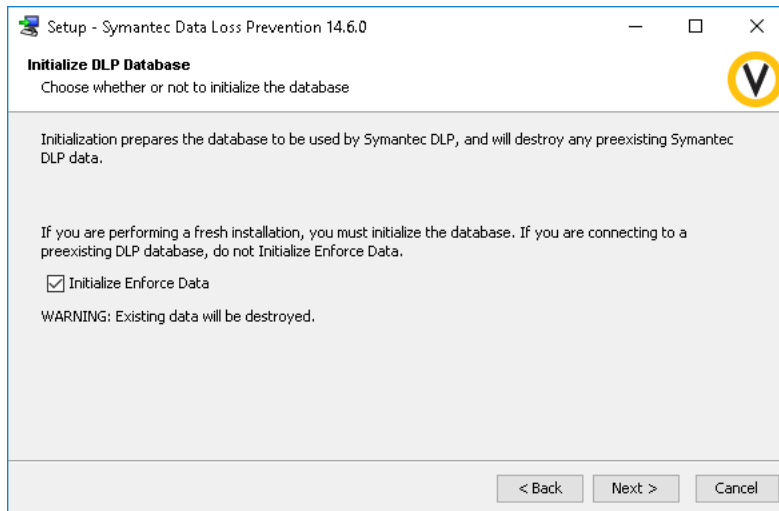 Setup - Symantec Data Loss Prevention 14.6.0
Initialize DLP Database
Choose whether or not to initialize the database
Initialization prepares the database to be used by Symantec DLP, and will destroy any preexisting Symantec
DLP data.
If you are performing a fresh installation, you must initialize the database. If you are connecting to a
preexisting DLP database, do not Initialize Enforce Data.
Initialize Enforce Data
WARNING: Existing data will be destroyed.
< Back Next > Cancel